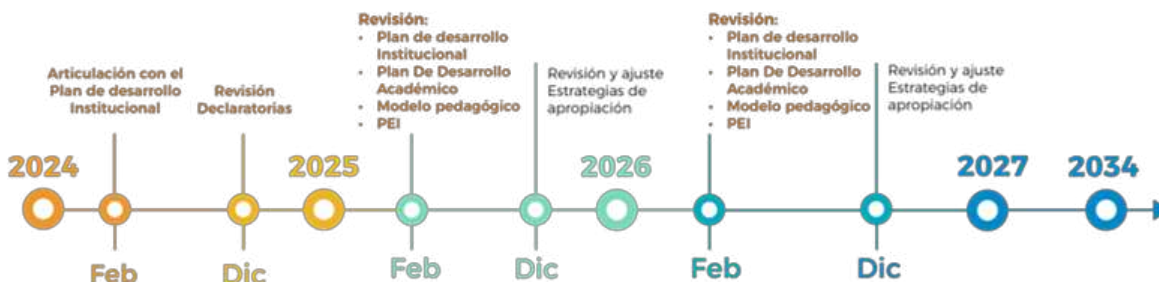 2024
Articulación con el
Plan de desarrollo
Institucional
Feb
Revisión
Declaratorias
Dic
2025
Revisión:
• Plan de desarrollo
Institucional
• Plan De Desarrollo
Académico
• Modelo pedagógico
• PEI
Feb
Revisión y ajuste
Estrategias de
apropiación
Dic
2026
Revisión:
• Plan de desarrollo
Institucional
• Plan De Desarrollo
Académico
• Modelo pedagógico
• PEI
Feb
Revisión y ajuste
Estrategias de
apropiación
Dic
2027
2034